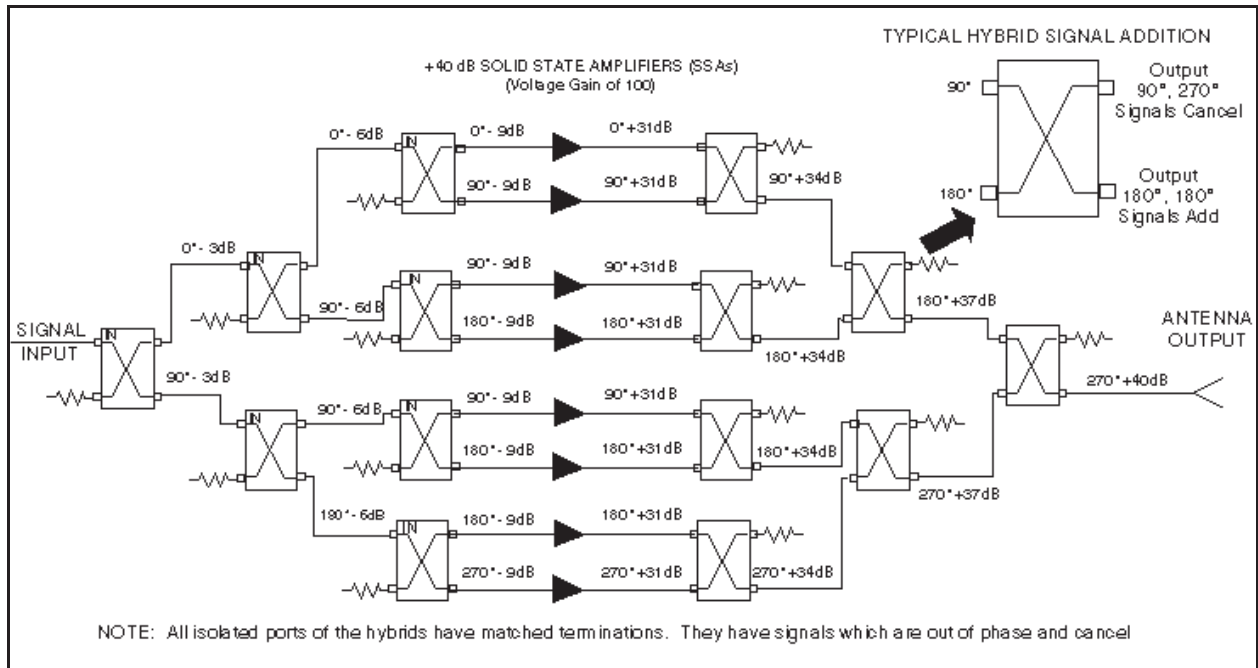 TYPICAL HYBRID SIGNAL ADDITION
+40 dB SOLID STATE AMPLIFIERS (SSAs)
(Voltage Gain of 100)
90°
Output
90°, 270°
Signals Cancel
180°
Output
180°, 180°
Signals Add
0°- 6dB
IN
0°- 9dB
0°+31dB
90°- 9dB
90°+31dB
90°+34dB
0°- 3dB
IN
90°- 6dB
IN
90°- 9dB
90°+31dB
180°- 9dB
180°+31dB
180°+34dB
180°+37dB
SIGNAL
INPUT
IN
90°- 3dB
ANTENNA
OUTPUT
270°+40dB
IN
90°- 6dB
IN
90°- 9dB
90°+31dB
180°- 9dB
180°+31dB
180°+34dB
270°+37dB
180°- 6dB
IN
180°- 9dB
180°+31dB
270°- 9dB
270°+31dB
270°+34dB
NOTE: All isolated ports of the hybrids have matched terminations. They have signals which are out of phase and cancel